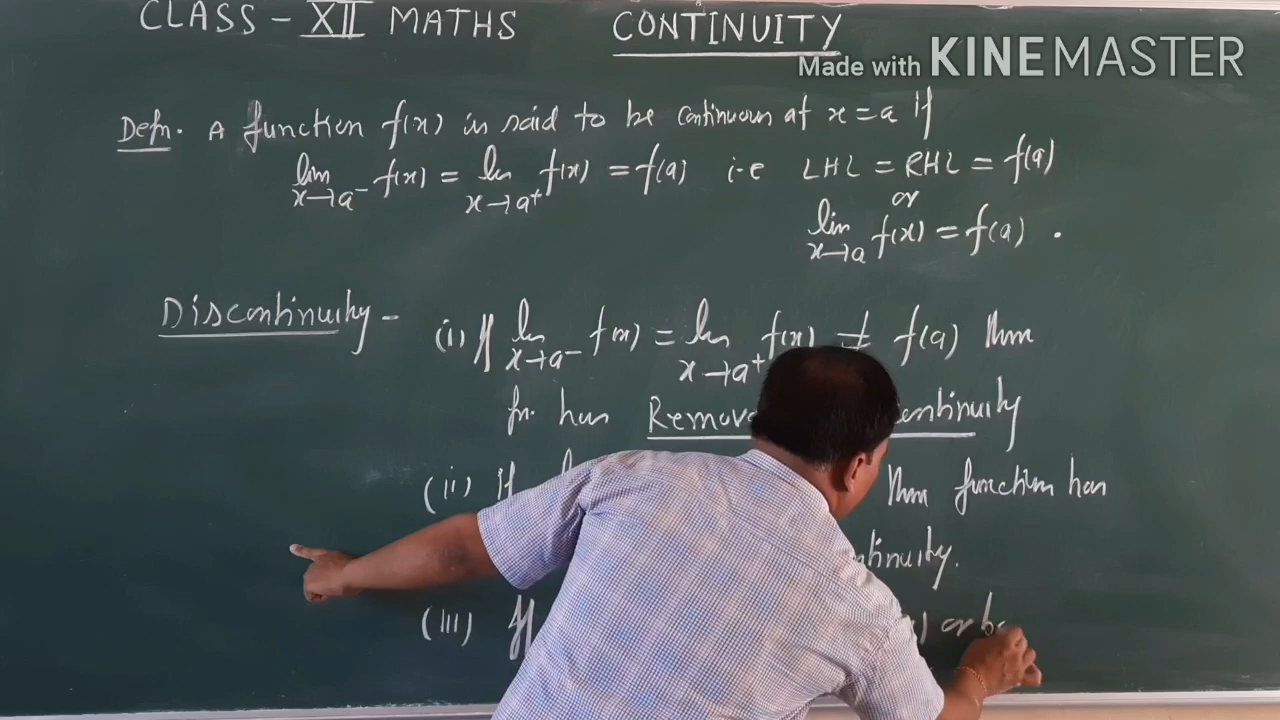 CLASS - XII MATHS CONTINUITY
Made with KINEMASTER
Defn. A function f(x) is said to be continuous at x = a if
lim x→a⁻ f(x) = lim x→a⁺ f(x) = f(a) i.e LHL = RHL = f(a)
or
lim x→a f(x) = f(a) .
Discontinuity - (i) If lim x→a⁻ f(x) = lim x→a⁺ f(x) ≠ f(a) then
fn. has Remov ontinuity
(ii) if then function has
ntinuity.
(iii) If or